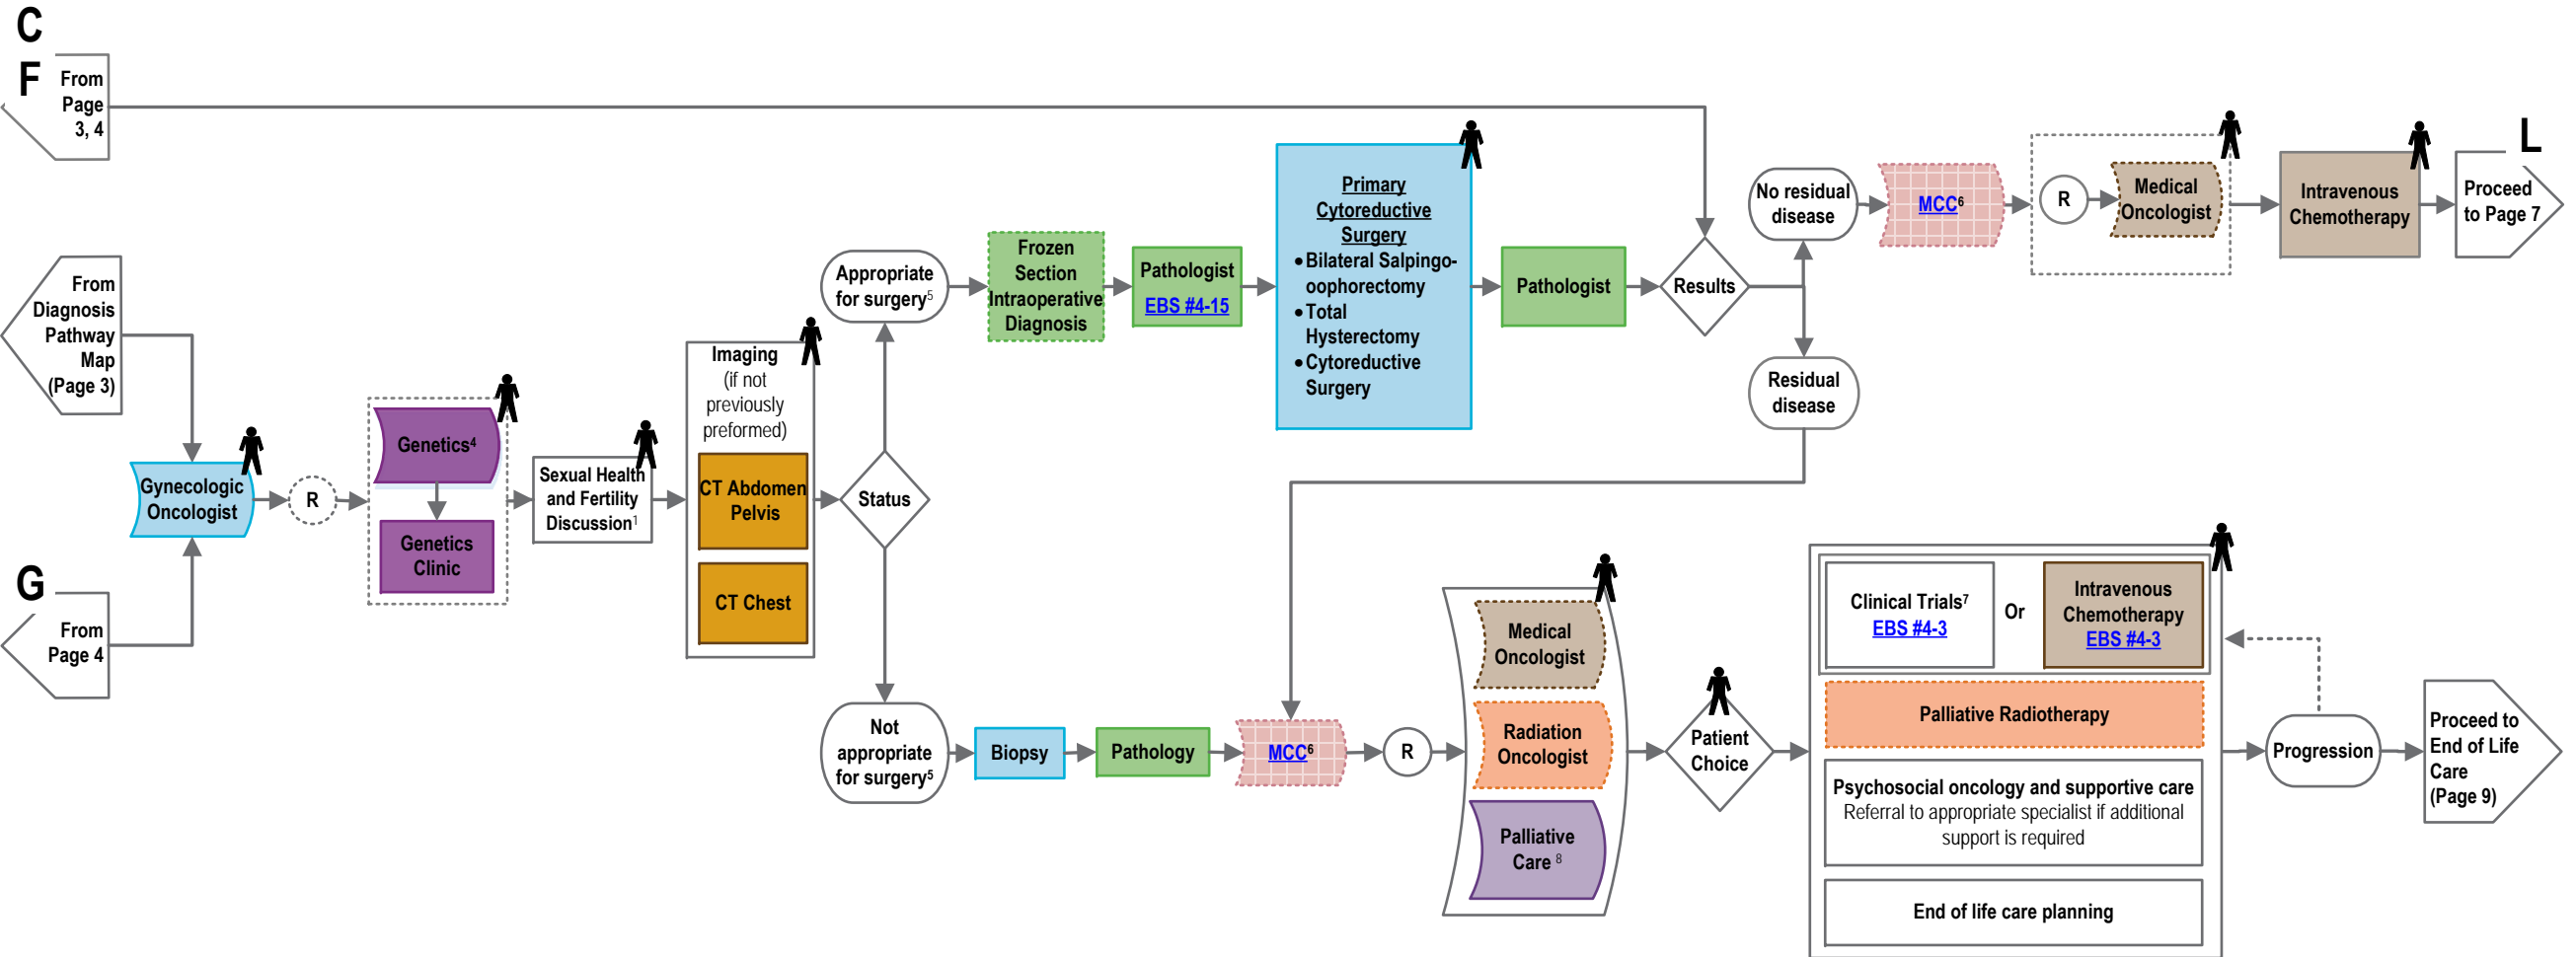 C
F
From
Page
3, 4
From
Diagnosis
Pathway
Map
(Page 3)
G
From
Page 4
Gynecologic
Oncologist
R
Genetics⁴
Genetics
Clinic
Sexual Health
and Fertility
Discussion¹
Imaging
(if not
previously
preformed)
CT Abdomen
Pelvis
CT Chest
Status
Appropriate
for surgery⁵
Frozen
Section
Intraoperative
Diagnosis
Pathologist
EBS #4-15
Primary
Cytoreductive
Surgery
• Bilateral Salpingo-
oophorectomy
• Total
Hysterectomy
• Cytoreductive
Surgery
Pathologist
Results
No residual
disease
MCC⁶
R
Medical
Oncologist
Intravenous
Chemotherapy
L
Proceed
to Page 7
Residual
disease
Not
appropriate
for surgery⁵
Biopsy
Pathology
MCC⁶
R
Medical
Oncologist
Radiation
Oncologist
Palliative
Care ⁸
Patient
Choice
Clinical Trials⁷
EBS #4-3
Or
Intravenous
Chemotherapy
EBS #4-3
Palliative Radiotherapy
Psychosocial oncology and supportive care
Referral to appropriate specialist if additional
support is required
End of life care planning
Progression
Proceed to
End of Life
Care
(Page 9)